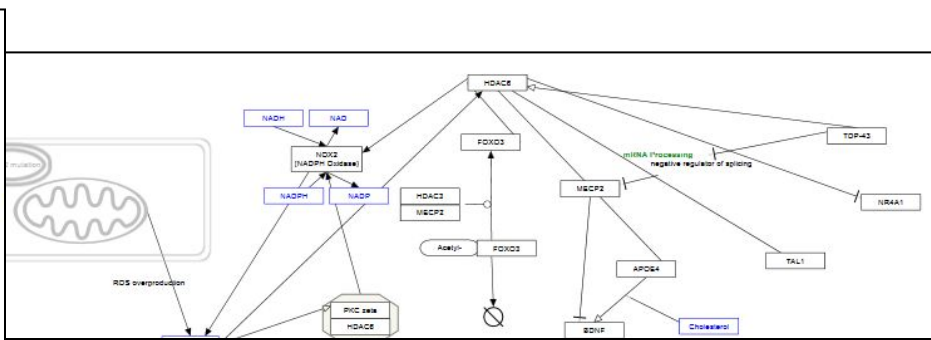 HDAC6
NADH
NAD
TDP-43
FOXO3
NOX2
[NADPH Oxidase]
mRNA Processing
negative regulator of splicing
mutation
MECP2
NADPH
NADP
HDAC3
MECP2
NR4A1
Acetyl-
FOXO3
TAL1
APOE4
ROS overproduction
PKC zeta
HDAC6
BDNF
Cholesterol